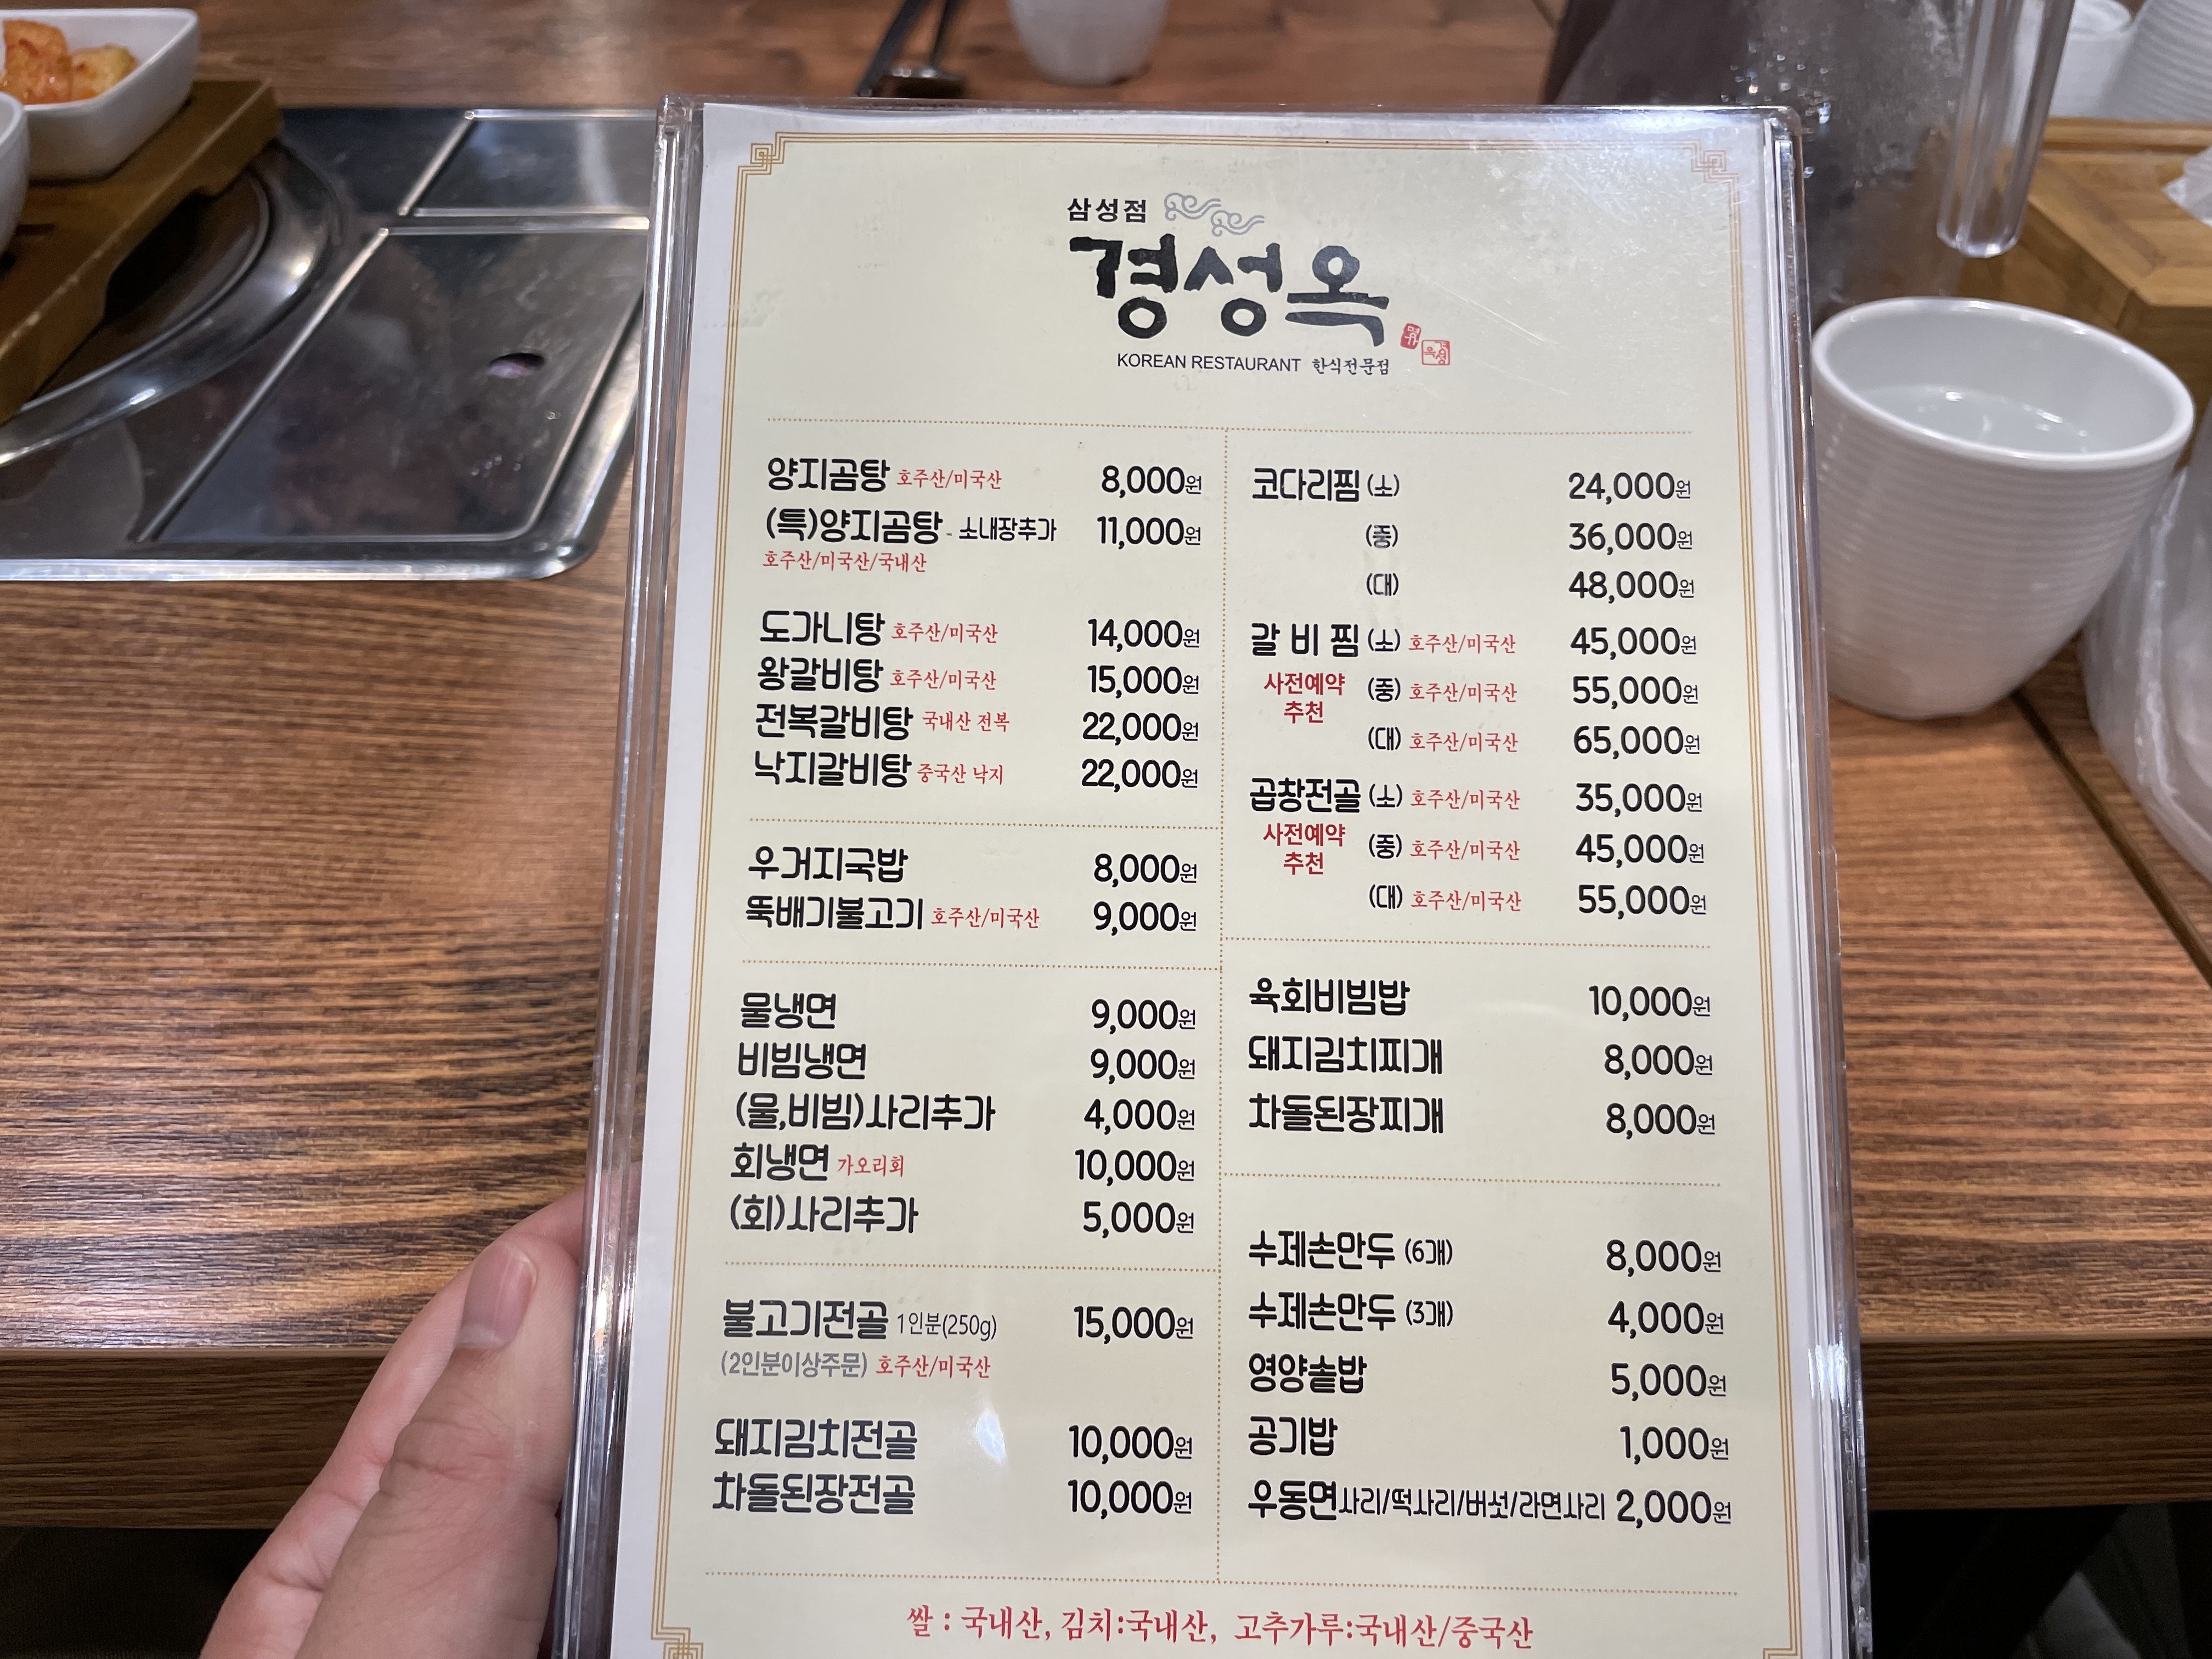 삼성점
경성옥
KOREAN RESTAURANT 한식전문점
양지곰탕 호주산/미국산 8,000원
(특)양지곰탕 - 소내장추가 11,000원
호주산/미국산/국내산
도가니탕 호주산/미국산 14,000원
왕갈비탕 호주산/미국산 15,000원
전복갈비탕 국내산 전복 22,000원
낙지갈비탕 중국산 낙지 22,000원
우거지국밥 8,000원
뚝배기불고기 호주산/미국산 9,000원
물냉면 9,000원
비빔냉면 9,000원
(물,비빔)사리추가 4,000원
회냉면 가오리회 10,000원
(회)사리추가 5,000원
불고기전골 1인분(250g) 15,000원
(2인분이상주문) 호주산/미국산
돼지김치전골 10,000원
차돌된장전골 10,000원
코다리찜 (소) 24,000원
(중) 36,000원
(대) 48,000원
갈비찜 (소) 호주산/미국산 45,000원
사전예약 추천 (중) 호주산/미국산 55,000원
(대) 호주산/미국산 65,000원
곱창전골 (소) 호주산/미국산 35,000원
사전예약 추천 (중) 호주산/미국산 45,000원
(대) 호주산/미국산 55,000원
육회비빔밥 10,000원
돼지김치찌개 8,000원
차돌된장찌개 8,000원
수제손만두 (6개) 8,000원
수제손만두 (3개) 4,000원
영양솥밥 5,000원
공기밥 1,000원
우동면사리/떡사리/버섯/라면사리 2,000원
쌀 : 국내산, 김치:국내산, 고추가루:국내산/중국산